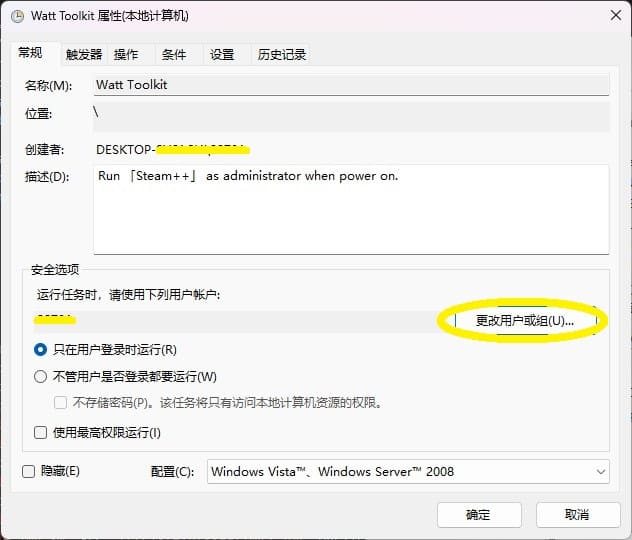 Watt Toolkit 属性(本地计算机)
常规 触发器 操作 条件 设置 历史记录
名称(M): Watt Toolkit
位置: \
创建者: DESKTOP-
描述(D): Run 「Steam++」 as administrator when power on.
安全选项
运行任务时，请使用下列用户帐户:
更改用户或组(U)...
只在用户登录时运行(R)
不管用户是否登录都要运行(W)
不存储密码(P)。该任务将只有访问本地计算机资源的权限。
使用最高权限运行(I)
隐藏(E) 配置(C): Windows Vista™、Windows Server™ 2008
确定 取消